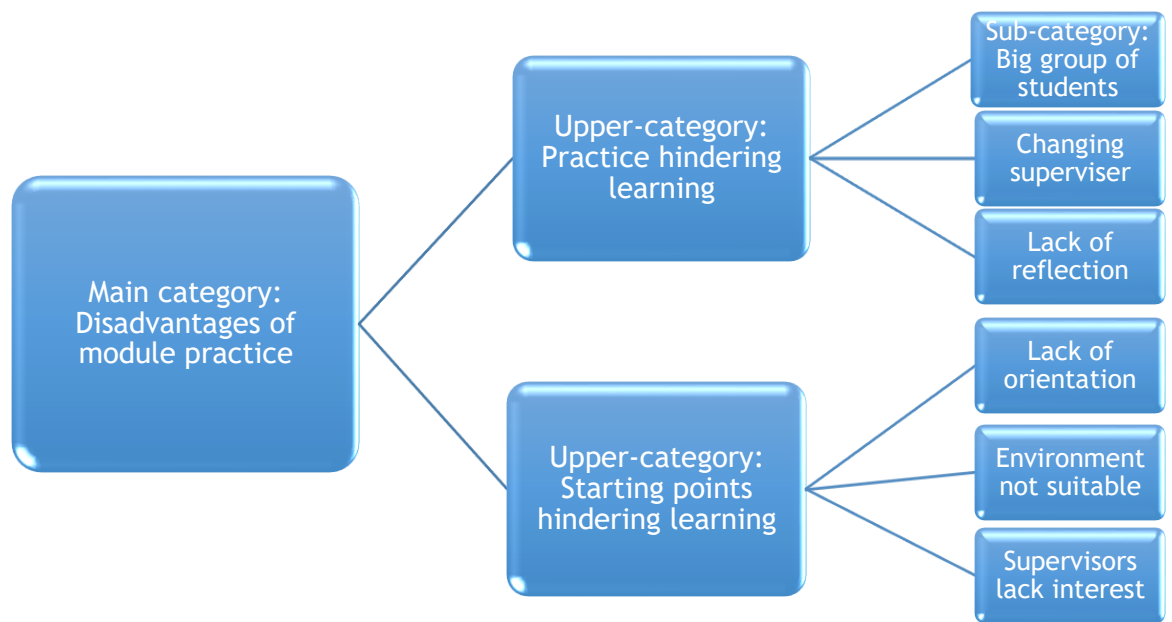 Main category:
Disadvantages of
module practice
Upper-category:
Practice hindering
learning
Sub-category:
Big group of
students
Changing
superviser
Lack of
reflection
Upper-category:
Starting points
hindering learning
Lack of
orientation
Environment
not suitable
Supervisors
lack interest